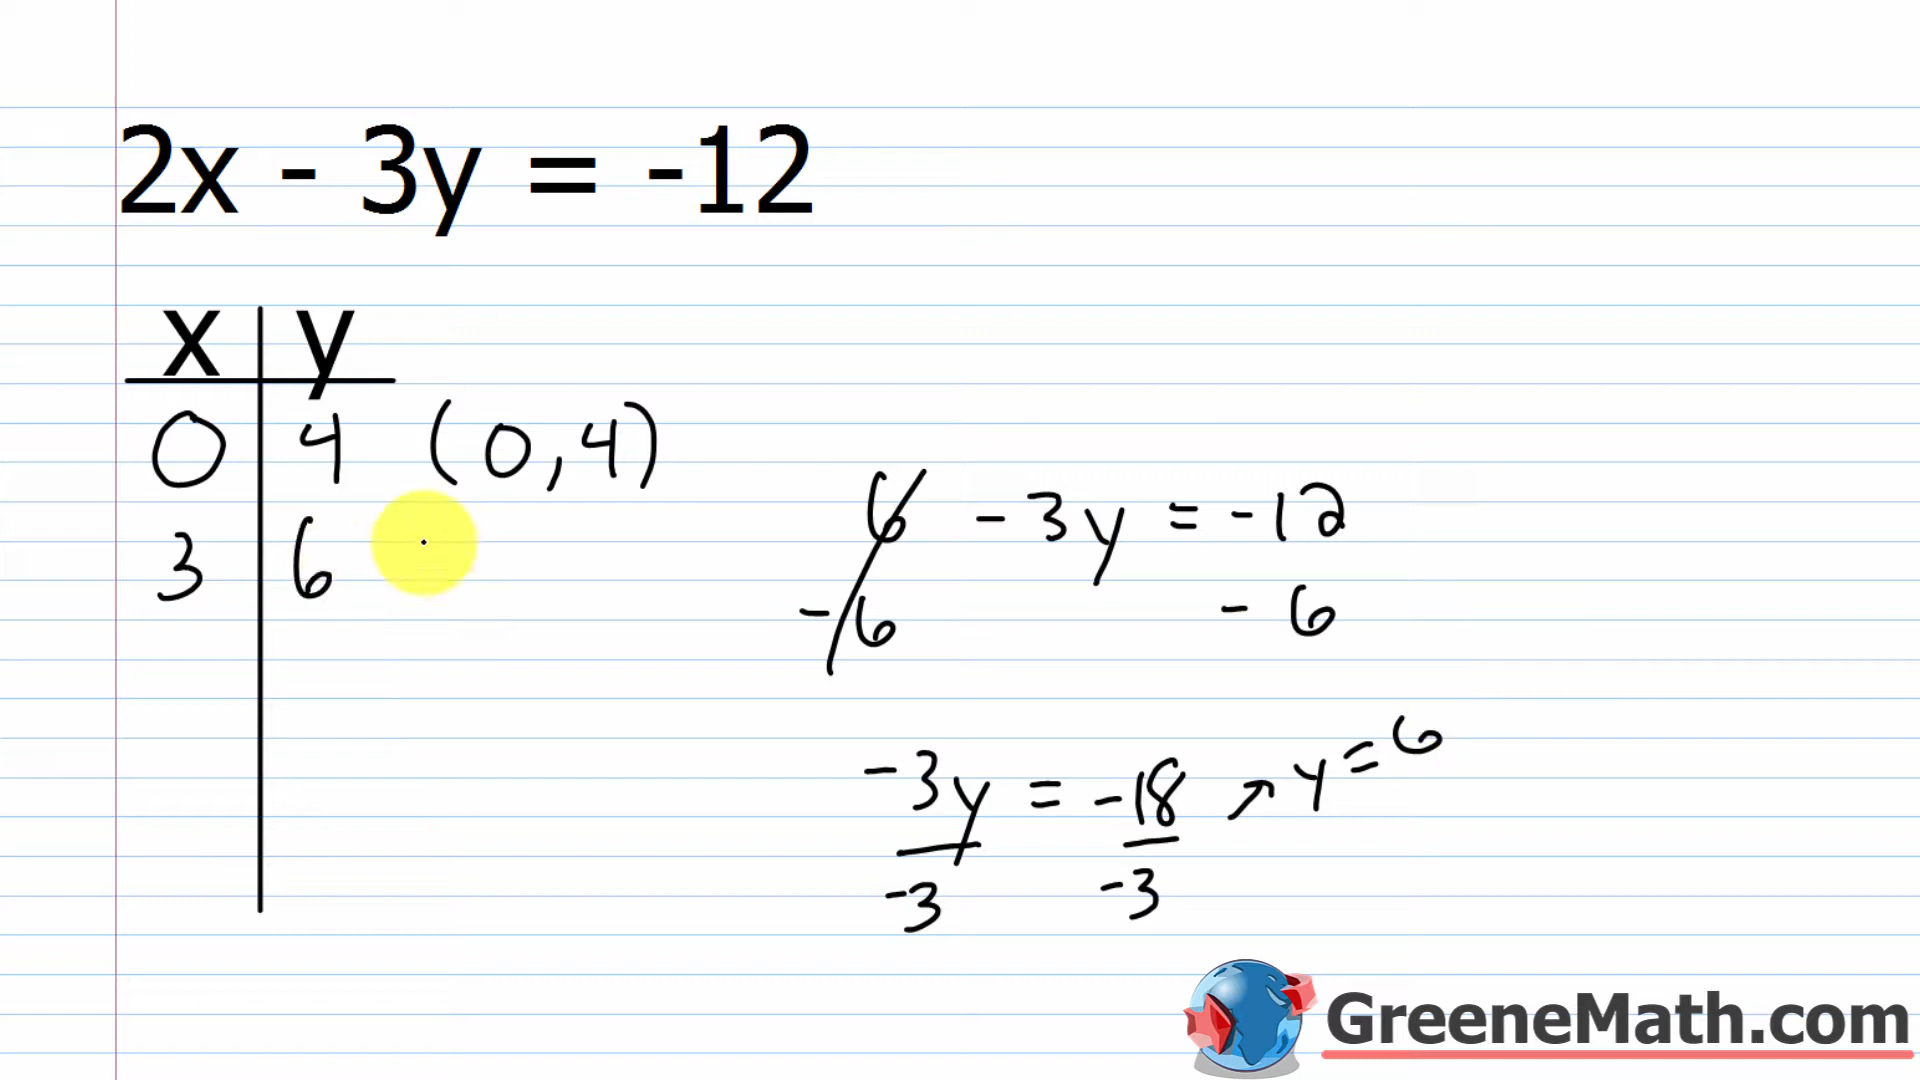 2x - 3y = -12
x y
0 4 (0,4)
3 6
6 - 3y = -12
-6 - 6
-3y = -18 ↗ y = 6
-3 -3
GreeneMath.com